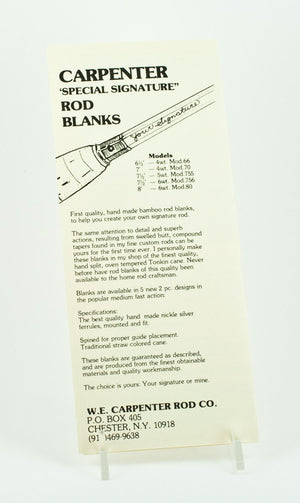 CARPENTER
'SPECIAL SIGNATURE"
ROD
BLANKS
your signature
Models
6½' — 4wt. Mod.66
7' — 4wt. Mod.70
7½' — 5wt. Mod.755
7½' — 6wt. Mod.756
8' — 6wt. Mod.80
First quality, hand made bamboo rod blanks,
to help you create your own signature rod.
The same attention to detail and superb
actions, resulting from swelled butt, compound
tapers found in my fine custom rods can be
yours for the first time ever. I personally make
these blanks in my shop of the finest quality,
hand split, oven tempered Tonkin cane. Never
before have rod blanks of this quality been
available to the home rod craftsman.
Blanks are available in 5 new 2 pc. designs in
the popular medium fast action:
Specifications:
The best quality hand made nickle silver
ferrules, mounted and fit.
Spined for proper guide placement.
Traditional straw colored cane.
These blanks are guaranteed as described,
and are produced from the finest obtainable
materials and quality workmanship.
The choice is yours. Your signature or mine.
W.E. CARPENTER ROD CO.
P.O. BOX 405
CHESTER, N.Y. 10918
(91 )469-9638